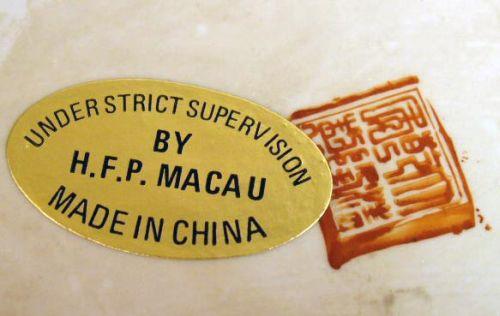 UNDER STRICT SUPERVISION
BY
H.F.P. MACAU
MADE IN CHINA